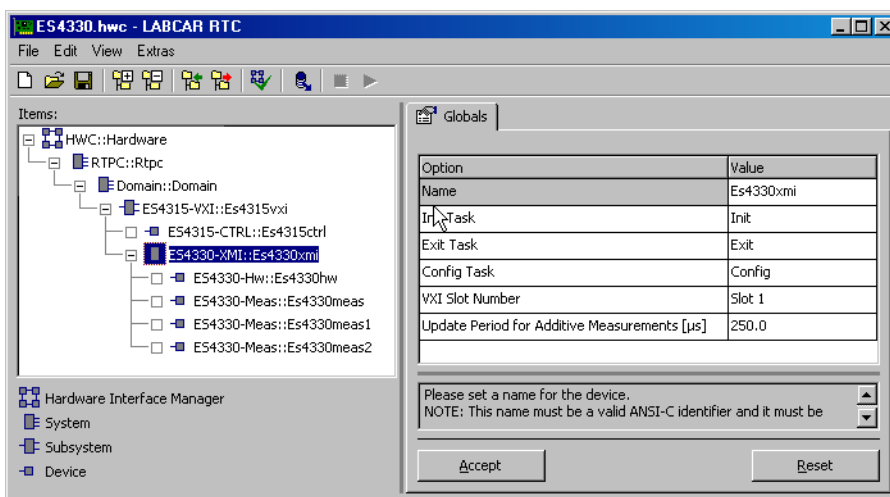 ES4330.hwc - LABCAR RTC
File Edit View Extras
Items:
HWC::Hardware
RTPC::Rtpc
Domain::Domain
ES4315-VXI::Es4315vxi
ES4315-CTRL::Es4315ctrl
ES4330-XMI::Es4330xmi
ES4330-Hw::Es4330hw
ES4330-Meas::Es4330meas
ES4330-Meas::Es4330meas1
ES4330-Meas::Es4330meas2
Hardware Interface Manager
System
Subsystem
Device
Globals
Option Value
Name Es4330xmi
Init Task Init
Exit Task Exit
Config Task Config
VXI Slot Number Slot 1
Update Period for Additive Measurements [µs] 250.0
Please set a name for the device.
NOTE: This name must be a valid ANSI-C identifier and it must be
Accept Reset